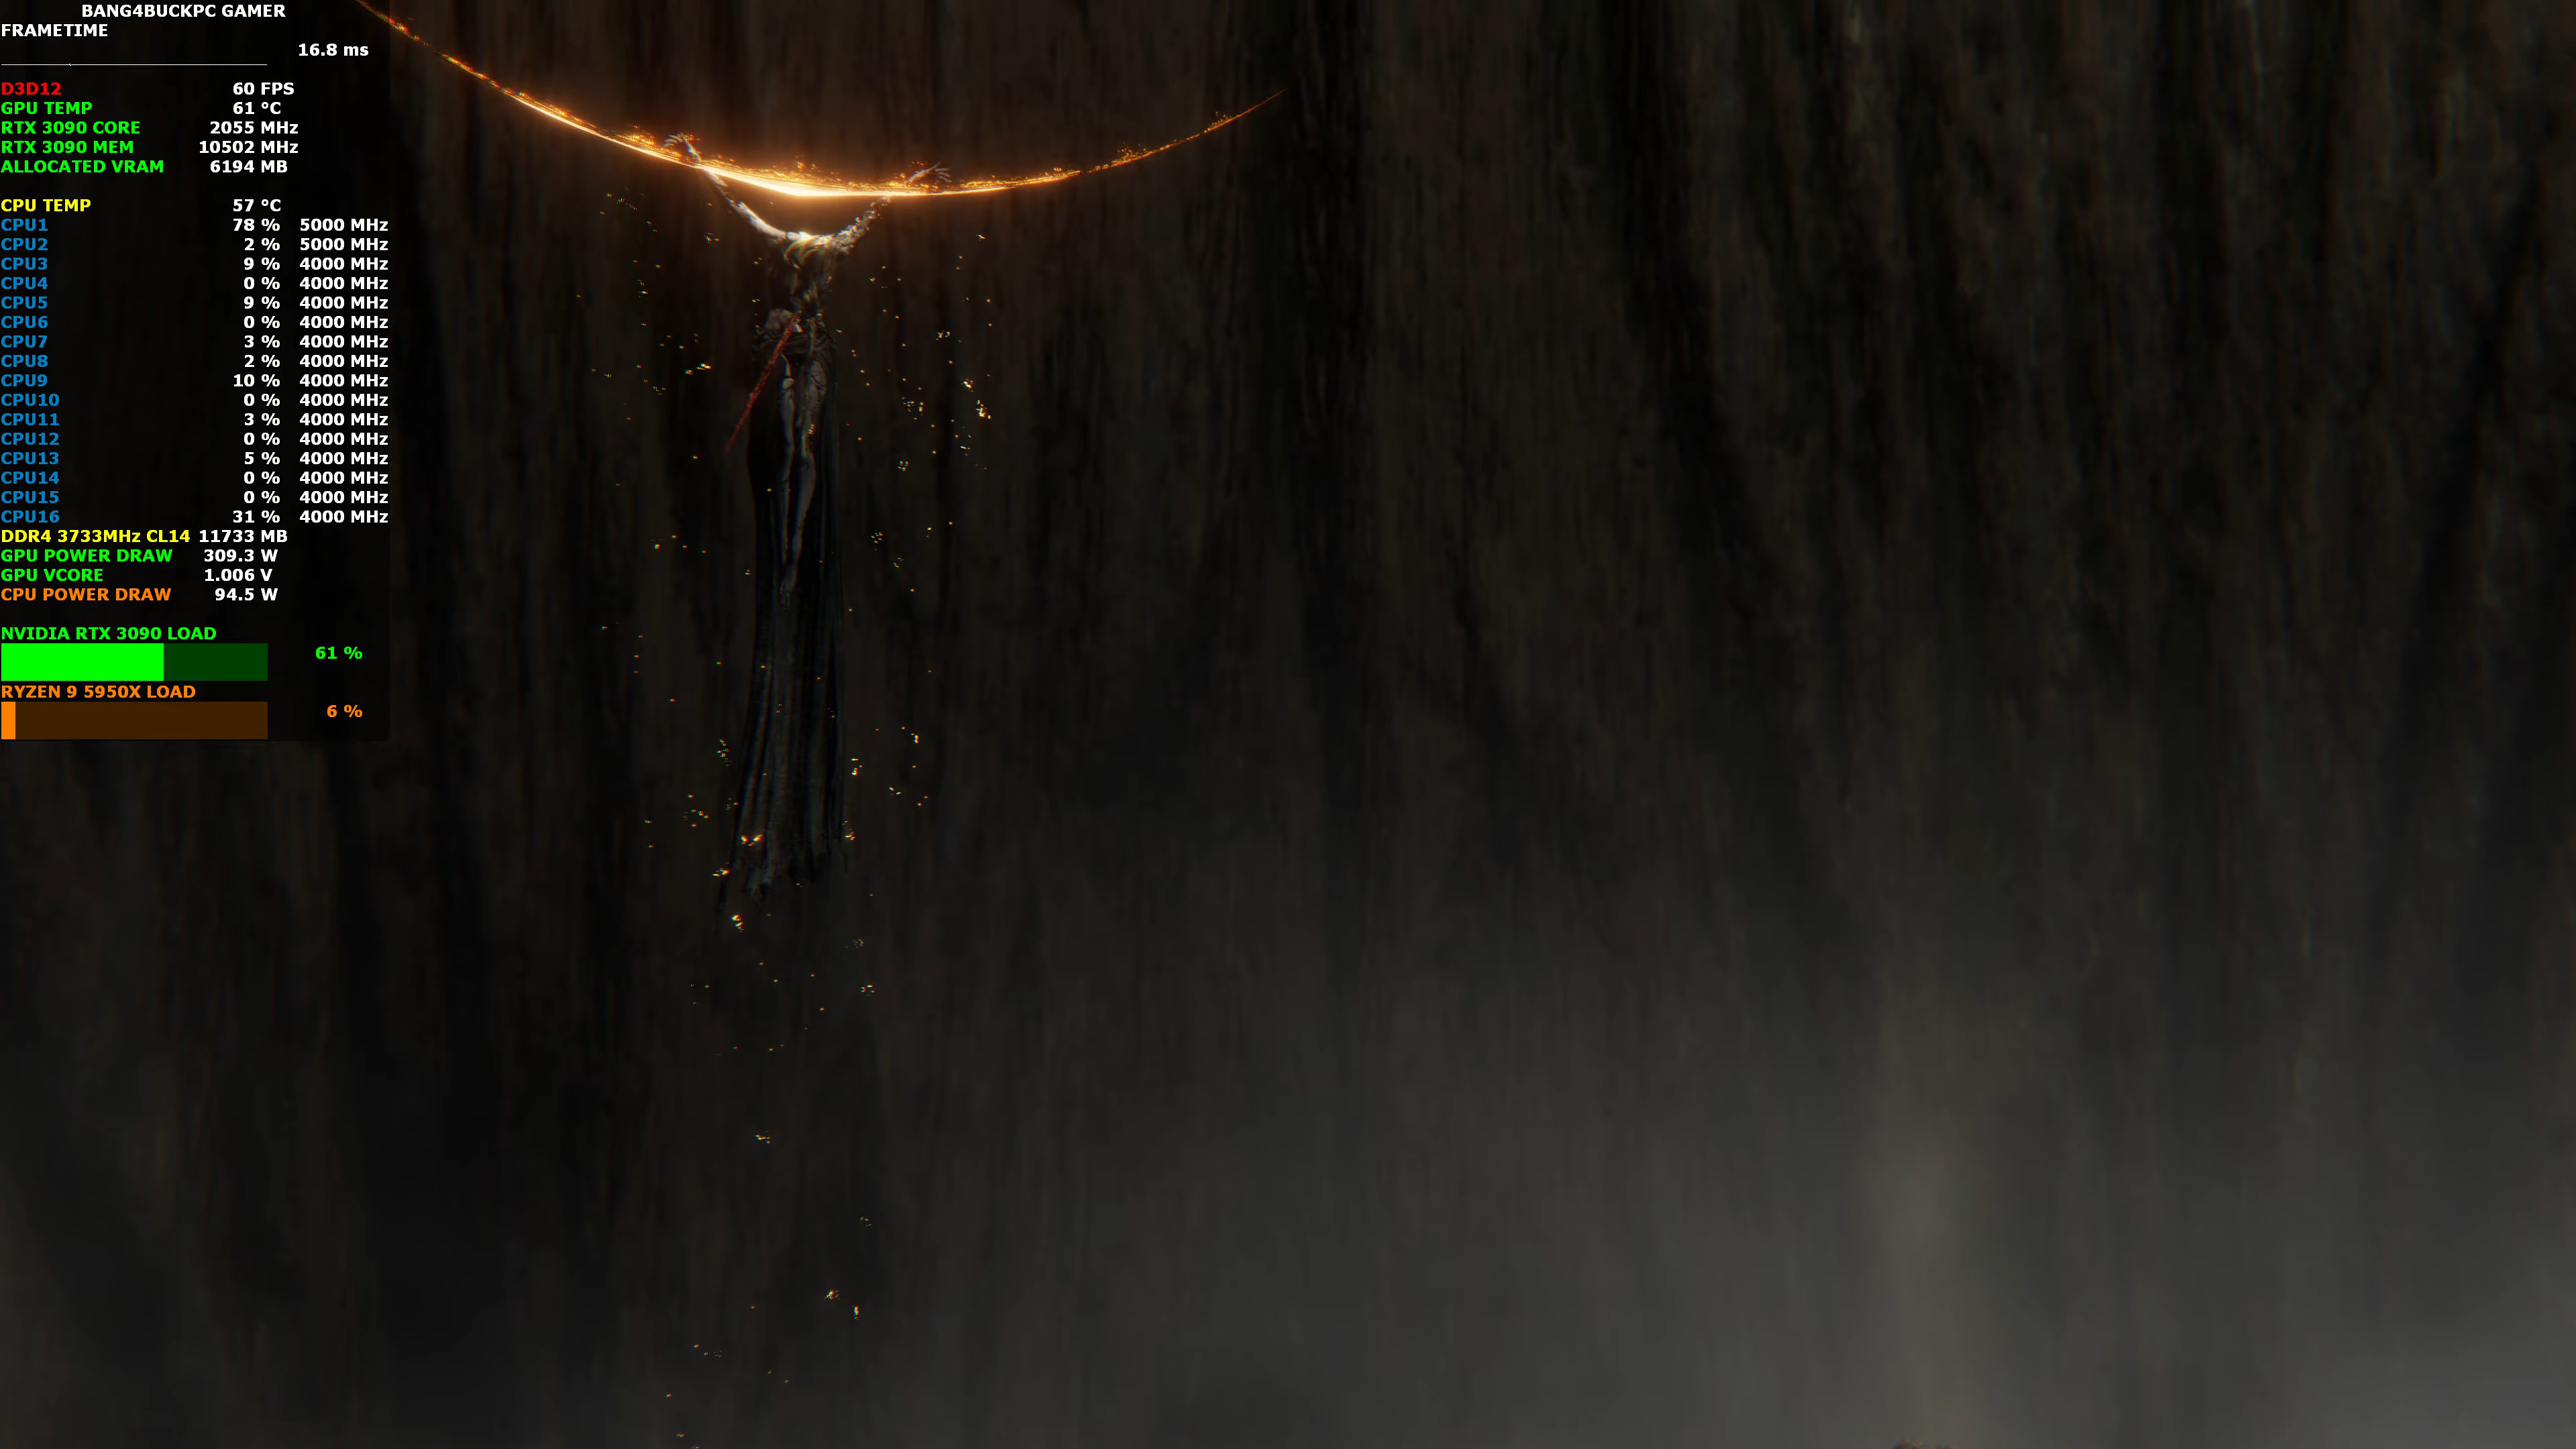 BANG4BUCKPC GAMER
FRAMETIME
16.8 ms
D3D12 60 FPS
GPU TEMP 61 °C
RTX 3090 CORE 2055 MHz
RTX 3090 MEM 10502 MHz
ALLOCATED VRAM 6194 MB
CPU TEMP 57 °C
CPU1 78 % 5000 MHz
CPU2 2 % 5000 MHz
CPU3 9 % 4000 MHz
CPU4 0 % 4000 MHz
CPU5 9 % 4000 MHz
CPU6 0 % 4000 MHz
CPU7 3 % 4000 MHz
CPU8 2 % 4000 MHz
CPU9 10 % 4000 MHz
CPU10 0 % 4000 MHz
CPU11 3 % 4000 MHz
CPU12 0 % 4000 MHz
CPU13 5 % 4000 MHz
CPU14 0 % 4000 MHz
CPU15 0 % 4000 MHz
CPU16 31 % 4000 MHz
DDR4 3733MHz CL14 11733 MB
GPU POWER DRAW 309.3 W
GPU VCORE 1.006 V
CPU POWER DRAW 94.5 W
NVIDIA RTX 3090 LOAD
61 %
RYZEN 9 5950X LOAD
6 %